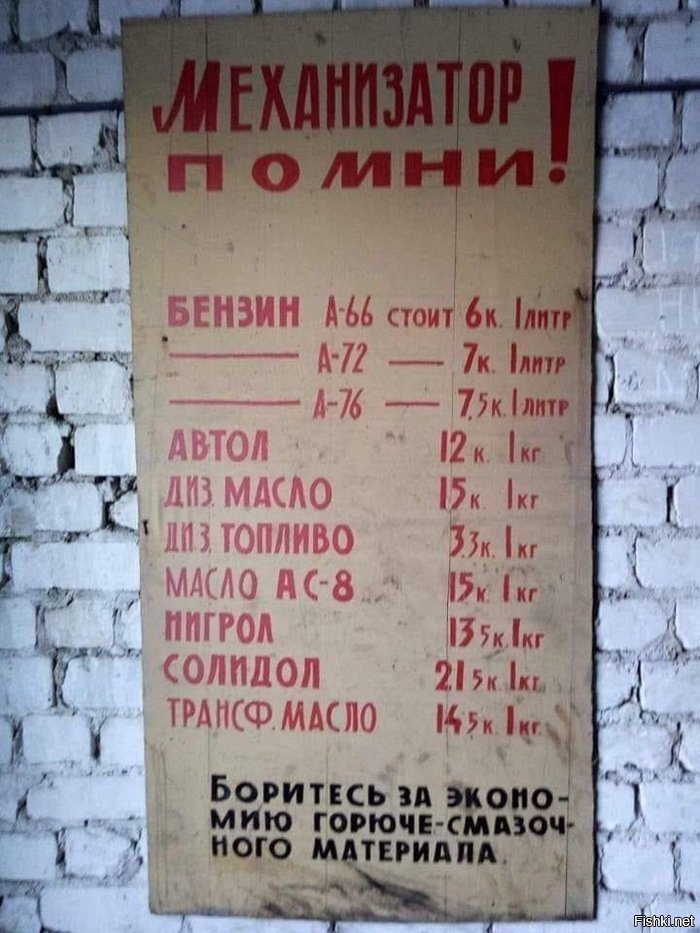 МЕХАНИЗАТОР
ПОМНИ!
БЕНЗИН А-66 СТОИТ 6К. 1ЛИТР
——— А-72 — 7К. 1ЛИТР
——— А-76 — 7,5К. 1ЛИТР
АВТОЛ 12К. 1КГ
ДИЗ. МАСЛО 15К. 1КГ
ДИЗ. ТОПЛИВО 3,3К. 1КГ
МАСЛО АС-8 15К. 1КГ
НИГРОЛ 13,5К. 1КГ
СОЛИДОЛ 21,5К. 1КГ.
ТРАНСФ. МАСЛО 14,5К. 1КГ
БОРИТЕСЬ ЗА ЭКОНО-
МИЮ ГОРЮЧЕ-СМАЗОЧ-
НОГО МАТЕРИАЛА.
Fishki.net